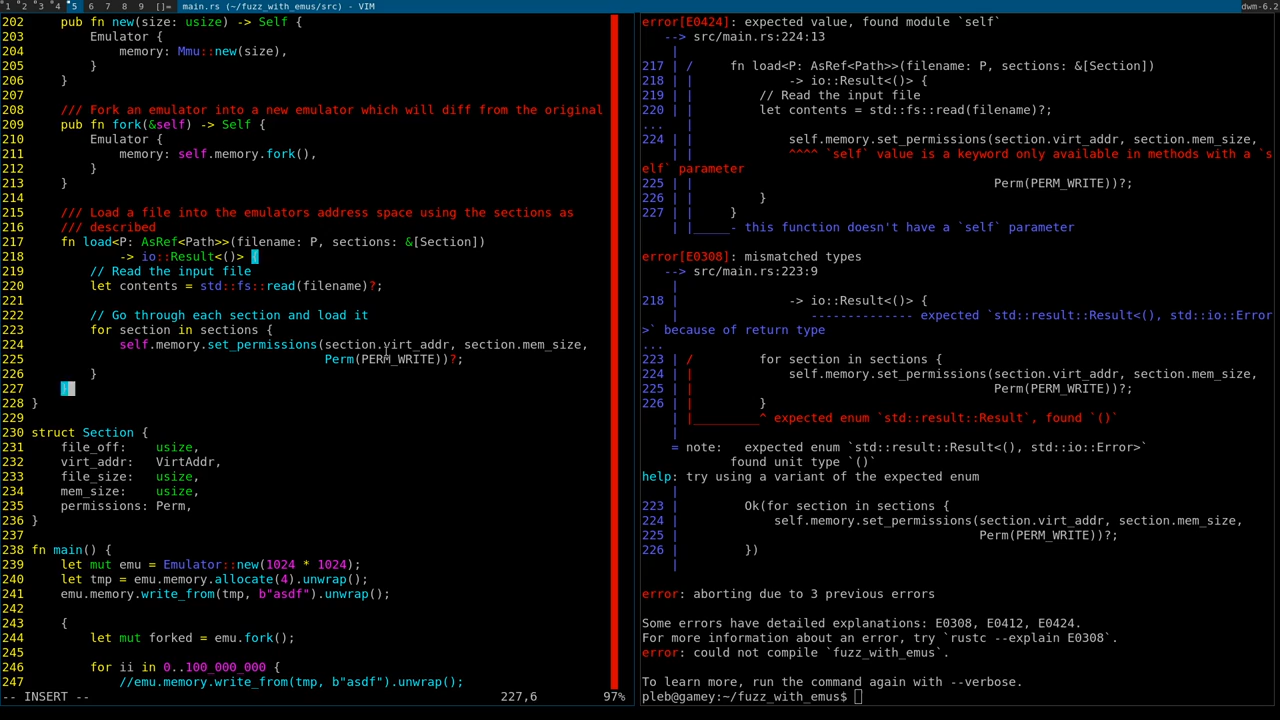 1 2 3 4 5 6 7 8 9 []= main.rs (~/fuzz_with_emus/src) - VIM dwm-6.2
202     pub fn new(size: usize) -> Self {
203         Emulator {
204             memory: Mmu::new(size),
205         }
206     }
207
208     /// Fork an emulator into a new emulator which will diff from the original
209     pub fn fork(&self) -> Self {
210         Emulator {
211             memory: self.memory.fork(),
212         }
213     }
214
215     /// Load a file into the emulators address space using the sections as
216     /// described
217     fn load<P: AsRef<Path>>(filename: P, sections: &[Section])
218             -> io::Result<()> {
219         // Read the input file
220         let contents = std::fs::read(filename)?;
221
222         // Go through each section and load it
223         for section in sections {
224             self.memory.set_permissions(section.virt_addr, section.mem_size,
225                                         Perm(PERM_WRITE))?;
226         }
227     }
228 }
229
230 struct Section {
231     file_off:    usize,
232     virt_addr:   VirtAddr,
233     file_size:   usize,
234     mem_size:    usize,
235     permissions: Perm,
236 }
237
238 fn main() {
239     let mut emu = Emulator::new(1024 * 1024);
240     let tmp = emu.memory.allocate(4).unwrap();
241     emu.memory.write_from(tmp, b"asdf").unwrap();
242
243     {
244         let mut forked = emu.fork();
245
246         for ii in 0..100_000_000 {
247             //emu.memory.write_from(tmp, b"asdf").unwrap();
-- INSERT -- 227,6 97%
error[E0424]: expected value, found module `self`
   --> src/main.rs:224:13
    |
217 | /     fn load<P: AsRef<Path>>(filename: P, sections: &[Section])
218 | |             -> io::Result<()> {
219 | |         // Read the input file
220 | |         let contents = std::fs::read(filename)?;
...   |
224 | |             self.memory.set_permissions(section.virt_addr, section.mem_size,
    | |             ^^^^ `self` value is a keyword only available in methods with a `s
elf` parameter
225 | |                                         Perm(PERM_WRITE))?;
226 | |         }
227 | |     }
    | |_____- this function doesn't have a `self` parameter

error[E0308]: mismatched types
   --> src/main.rs:223:9
    |
218 |               -> io::Result<()> {
    |                  -------------- expected `std::result::Result<(), std::io::Error
>` because of return type
...
223 | /         for section in sections {
224 | |             self.memory.set_permissions(section.virt_addr, section.mem_size,
225 | |                                         Perm(PERM_WRITE))?;
226 | |         }
    | |_________^ expected enum `std::result::Result`, found `()`
    |
    = note:   expected enum `std::result::Result<(), std::io::Error>`
            found unit type `()`
help: try using a variant of the expected enum
    |
223 |         Ok(for section in sections {
224 |             self.memory.set_permissions(section.virt_addr, section.mem_size,
225 |                                         Perm(PERM_WRITE))?;
226 |         })
    |

error: aborting due to 3 previous errors

Some errors have detailed explanations: E0308, E0412, E0424.
For more information about an error, try `rustc --explain E0308`.
error: could not compile `fuzz_with_emus`.

To learn more, run the command again with --verbose.
pleb@gamey:~/fuzz_with_emus$